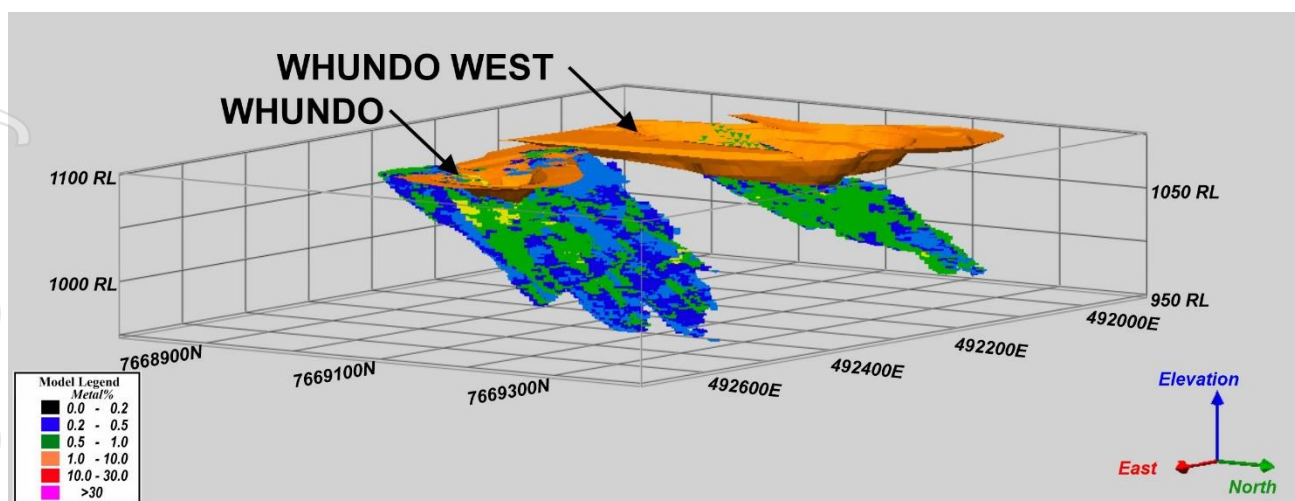 WHUNDO WEST
WHUNDO
1100 RL
1000 RL
1050 RL
950 RL
7668900N
7669100N
7669300N
492600E
492400E
492200E
492000E
Model Legend
Metal%
0.0 - 0.2
0.2 - 0.5
0.5 - 1.0
1.0 - 10.0
10.0 - 30.0
>30
Elevation
East
North